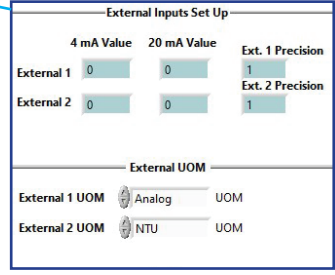 External Inputs Set Up
4 mA Value 20 mA Value Ext. 1 Precision
External 1 0 0 1
Ext. 2 Precision
External 2 0 0 1
External UOM
External 1 UOM Analog UOM
External 2 UOM NTU UOM